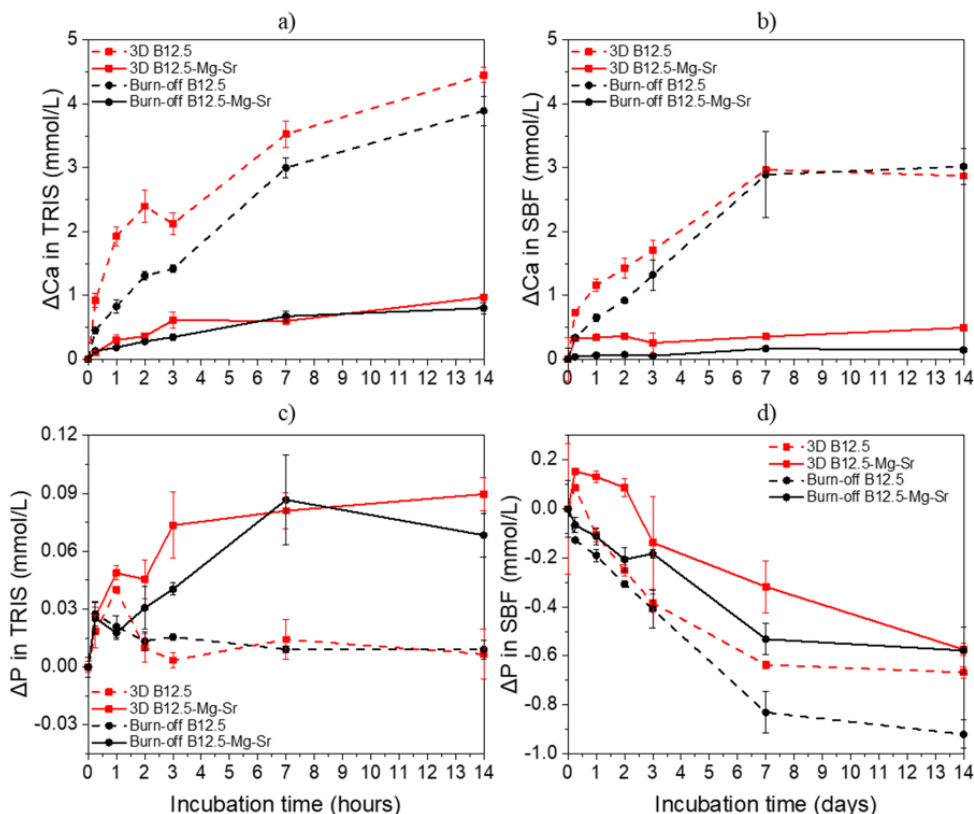 a)
ΔCa in TRIS (mmol/L)
5
4
3
2
1
0
3D B12.5
3D B12.5-Mg-Sr
Burn-off B12.5
Burn-off B12.5-Mg-Sr
0 1 2 3 4 5 6 7 8 9 10 11 12 13 14
b)
ΔCa in SBF (mmol/L)
5
4
3
2
1
0
3D B12.5
3D B12.5-Mg-Sr
Burn-off B12.5
Burn-off B12.5-Mg-Sr
0 1 2 3 4 5 6 7 8 9 10 11 12 13 14
c)
ΔP in TRIS (mmol/L)
0.12
0.09
0.06
0.03
0.00
-0.03
3D B12.5
3D B12.5-Mg-Sr
Burn-off B12.5
Burn-off B12.5-Mg-Sr
0 1 2 3 4 5 6 7 8 9 10 11 12 13 14
Incubation time (hours)
d)
ΔP in SBF (mmol/L)
0.2
0.0
-0.2
-0.4
-0.6
-0.8
-1.0
3D B12.5
3D B12.5-Mg-Sr
Burn-off B12.5
Burn-off B12.5-Mg-Sr
0 1 2 3 4 5 6 7 8 9 10 11 12 13 14
Incubation time (days)